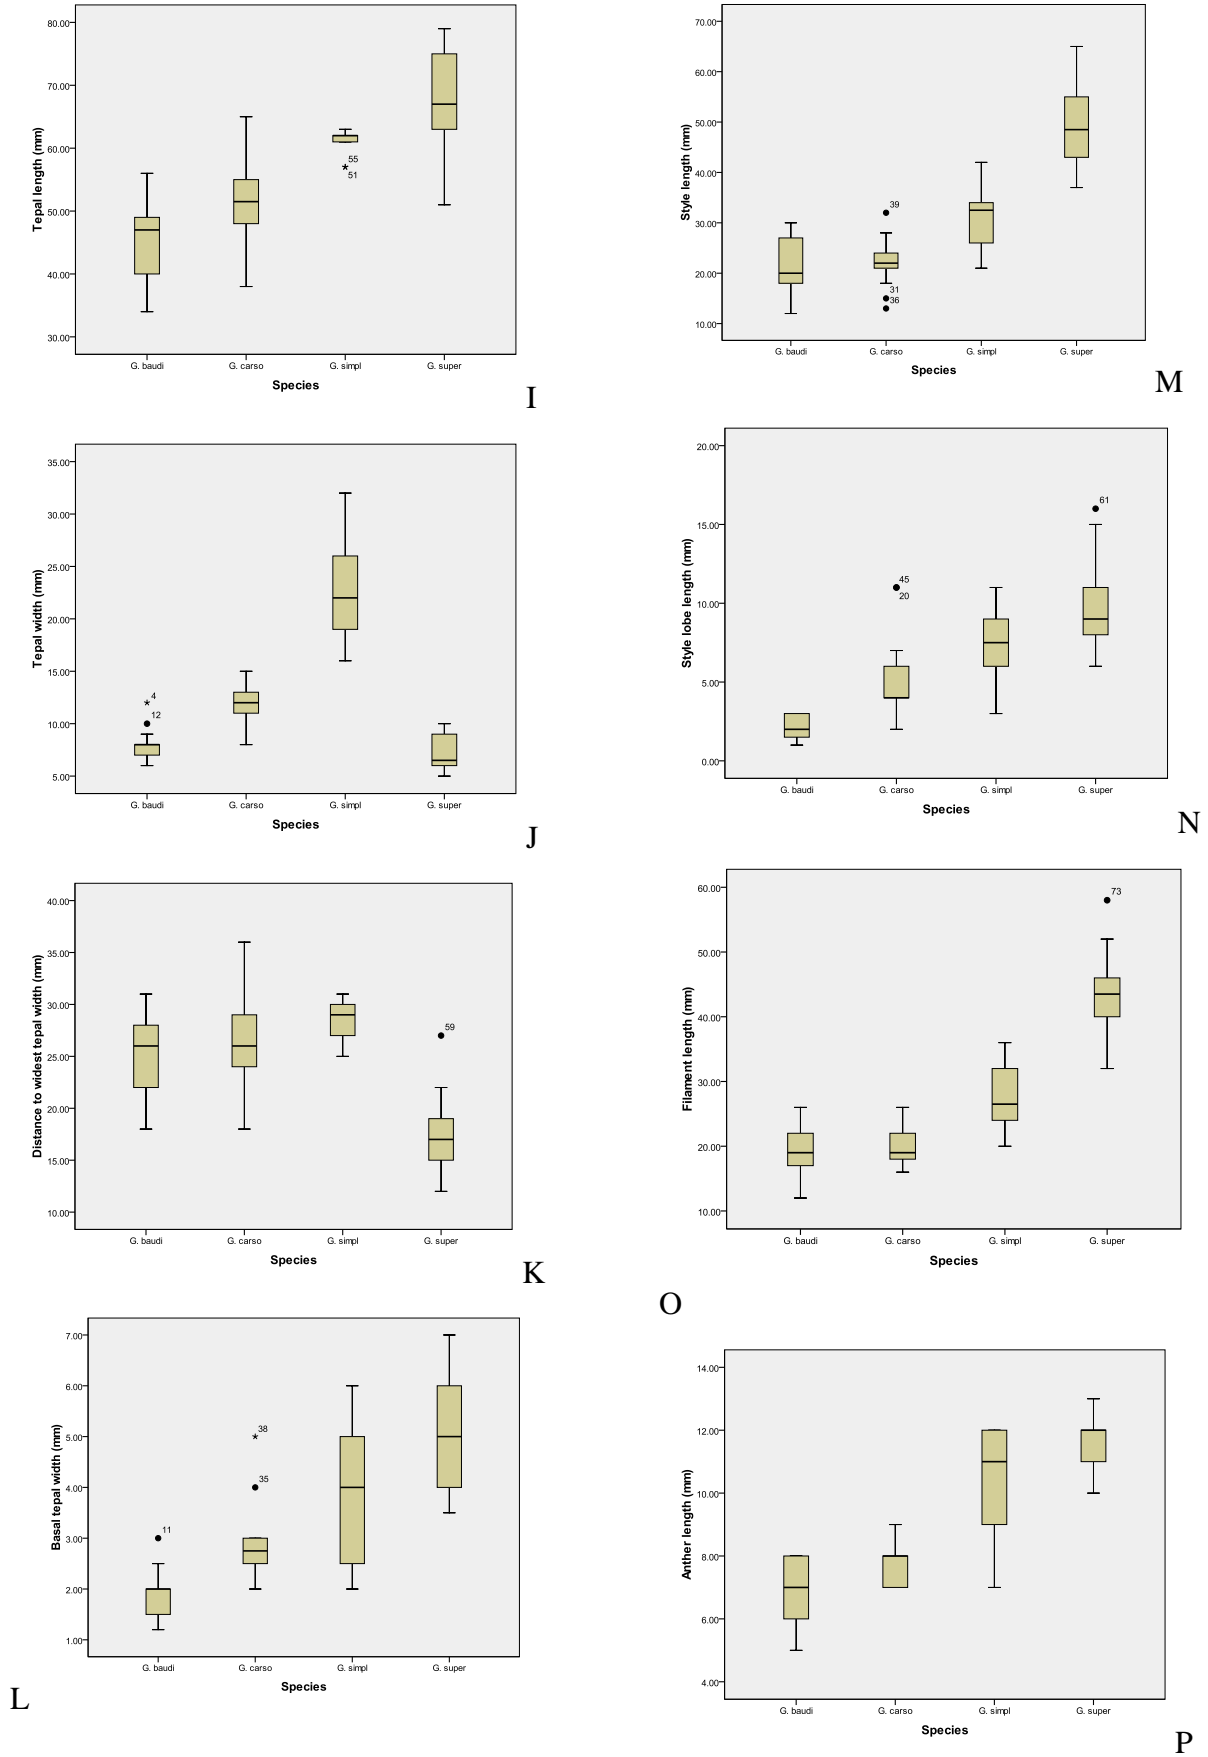 80.00
70.00
60.00
50.00
40.00
30.00
Tepal length (mm)
55
51
G. baudi G. carso G. simpl G. super
Species
I
70.00
60.00
50.00
40.00
30.00
20.00
10.00
Style length (mm)
39
31
36
G. baudi G. carso G. simpl G. super
Species
M
35.00
30.00
25.00
20.00
15.00
10.00
5.00
Tepal width (mm)
4
12
G. baudi G. carso G. simpl G. super
Species
J
20.00
15.00
10.00
5.00
0.00
Style lobe length (mm)
61
45
20
G. baudi G. carso G. simpl G. super
Species
N
40.00
35.00
30.00
25.00
20.00
15.00
10.00
Distance to widest tepal width (mm)
59
G. baudi G. carso G. simpl G. super
Species
K
60.00
50.00
40.00
30.00
20.00
10.00
Filament length (mm)
73
G. baudi G. carso G. simpl G. super
Species
O
7.00
6.00
5.00
4.00
3.00
2.00
1.00
Basal tepal width (mm)
38
35
11
G. baudi G. carso G. simpl G. super
Species
L
14.00
12.00
10.00
8.00
6.00
4.00
Anther length (mm)
G. baudi G. carso G. simpl G. super
Species
P